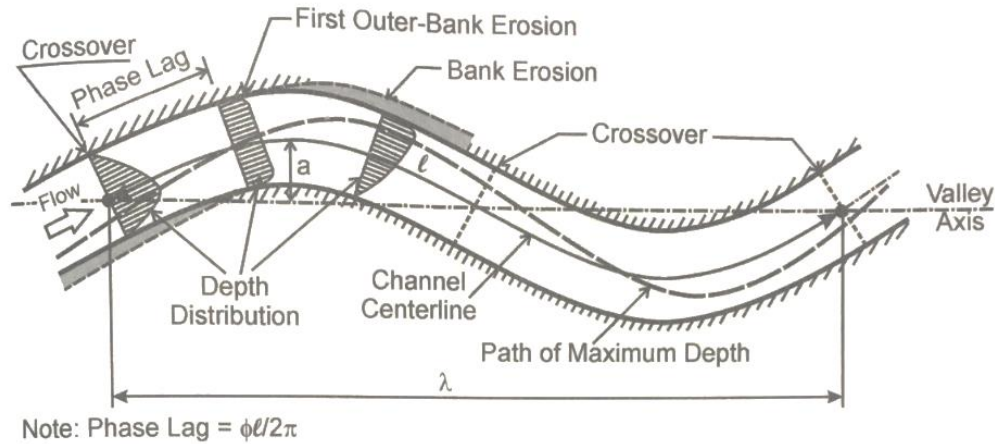 First Outer-Bank Erosion
Crossover
Phase Lag
Bank Erosion
Crossover
a
ℓ
Flow
Valley
Axis
Depth
Distribution
Channel
Centerline
Path of Maximum Depth
λ
Note: Phase Lag = ϕℓ/2π